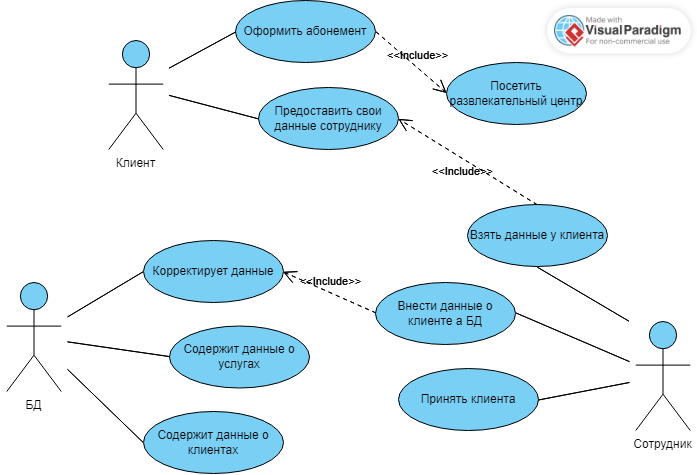 Made with
VisualParadigm
For non-commercial use
Оформить абонемент
<<Include>>
Посетить
развлекательный центр
Предоставить свои
данные сотруднику
Клиент
<<Include>>
Взять данные у клиента
Корректирует данные
<<Include>>
Внести данные о
клиенте а БД
Содержит данные о
услугах
БД
Принять клиента
Содержит данные о
клиентах
Сотрудник